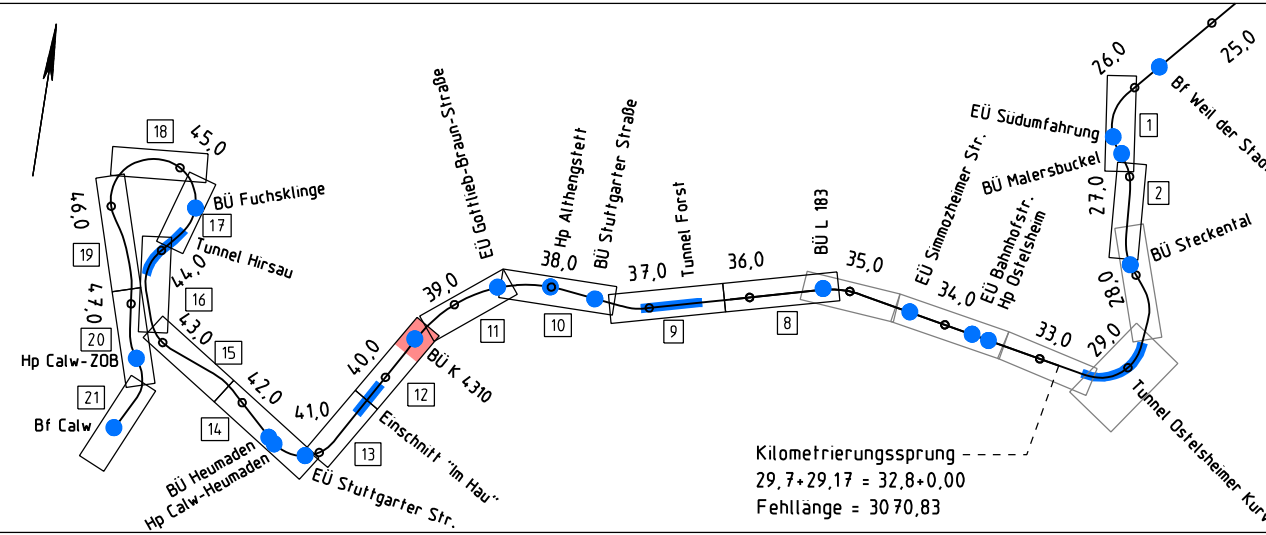 25,0
26,0
Bf Weil der Stad
EÜ Südumfahrung
1
BÜ Malersbuckel
2
27,0
BÜ Steckental
28,0
29,0
Tunnel Ostelsheimer Kurv
33,0
EÜ Bahnhofstr.
Hp Ostelsheim
34,0
EÜ Simmozheimer Str.
35,0
BÜ L 183
8
36,0
Tunnel Forst
37,0
9
BÜ Stuttgarter Straße
Hp Althengstett
38,0
10
EÜ Gottlieb-Braun-Straße
11
39,0
BÜ K 4310
12
40,0
Einschnitt "Im Hau"
13
41,0
EÜ Stuttgarter Str.
BÜ Heumaden
Hp Calw-Heumaden
14
42,0
15
43,0
16
44,0
Tunnel Hirsau
17
BÜ Fuchsklinge
45,0
18
46,0
19
47,0
20
Hp Calw-ZOB
21
Bf Calw
Kilometrierungssprung
29,7+29,17 = 32,8+0,00
Fehllänge = 3070,83